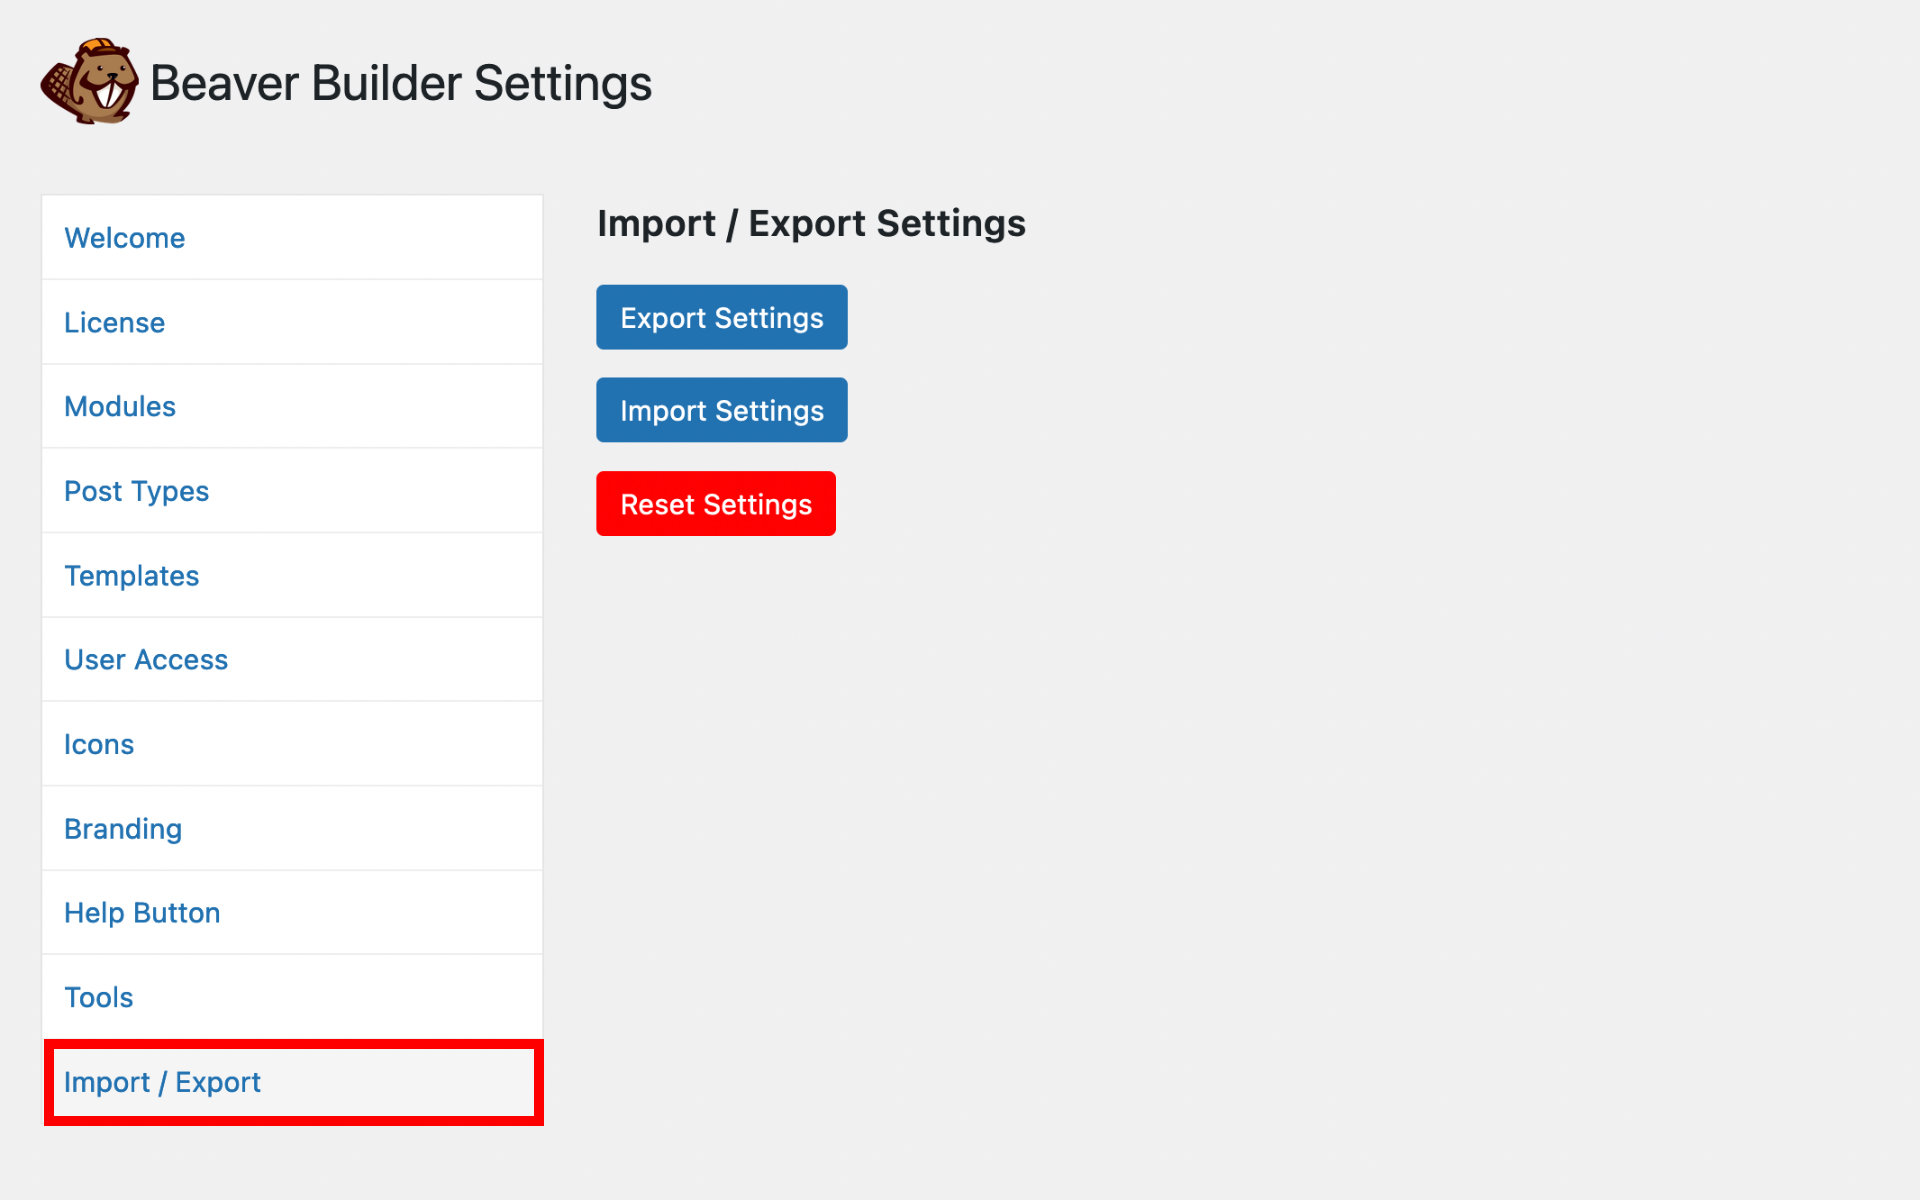 Beaver Builder Settings
Welcome
License
Modules
Post Types
Templates
User Access
Icons
Branding
Help Button
Tools
Import / Export
Import / Export Settings
Export Settings
Import Settings
Reset Settings